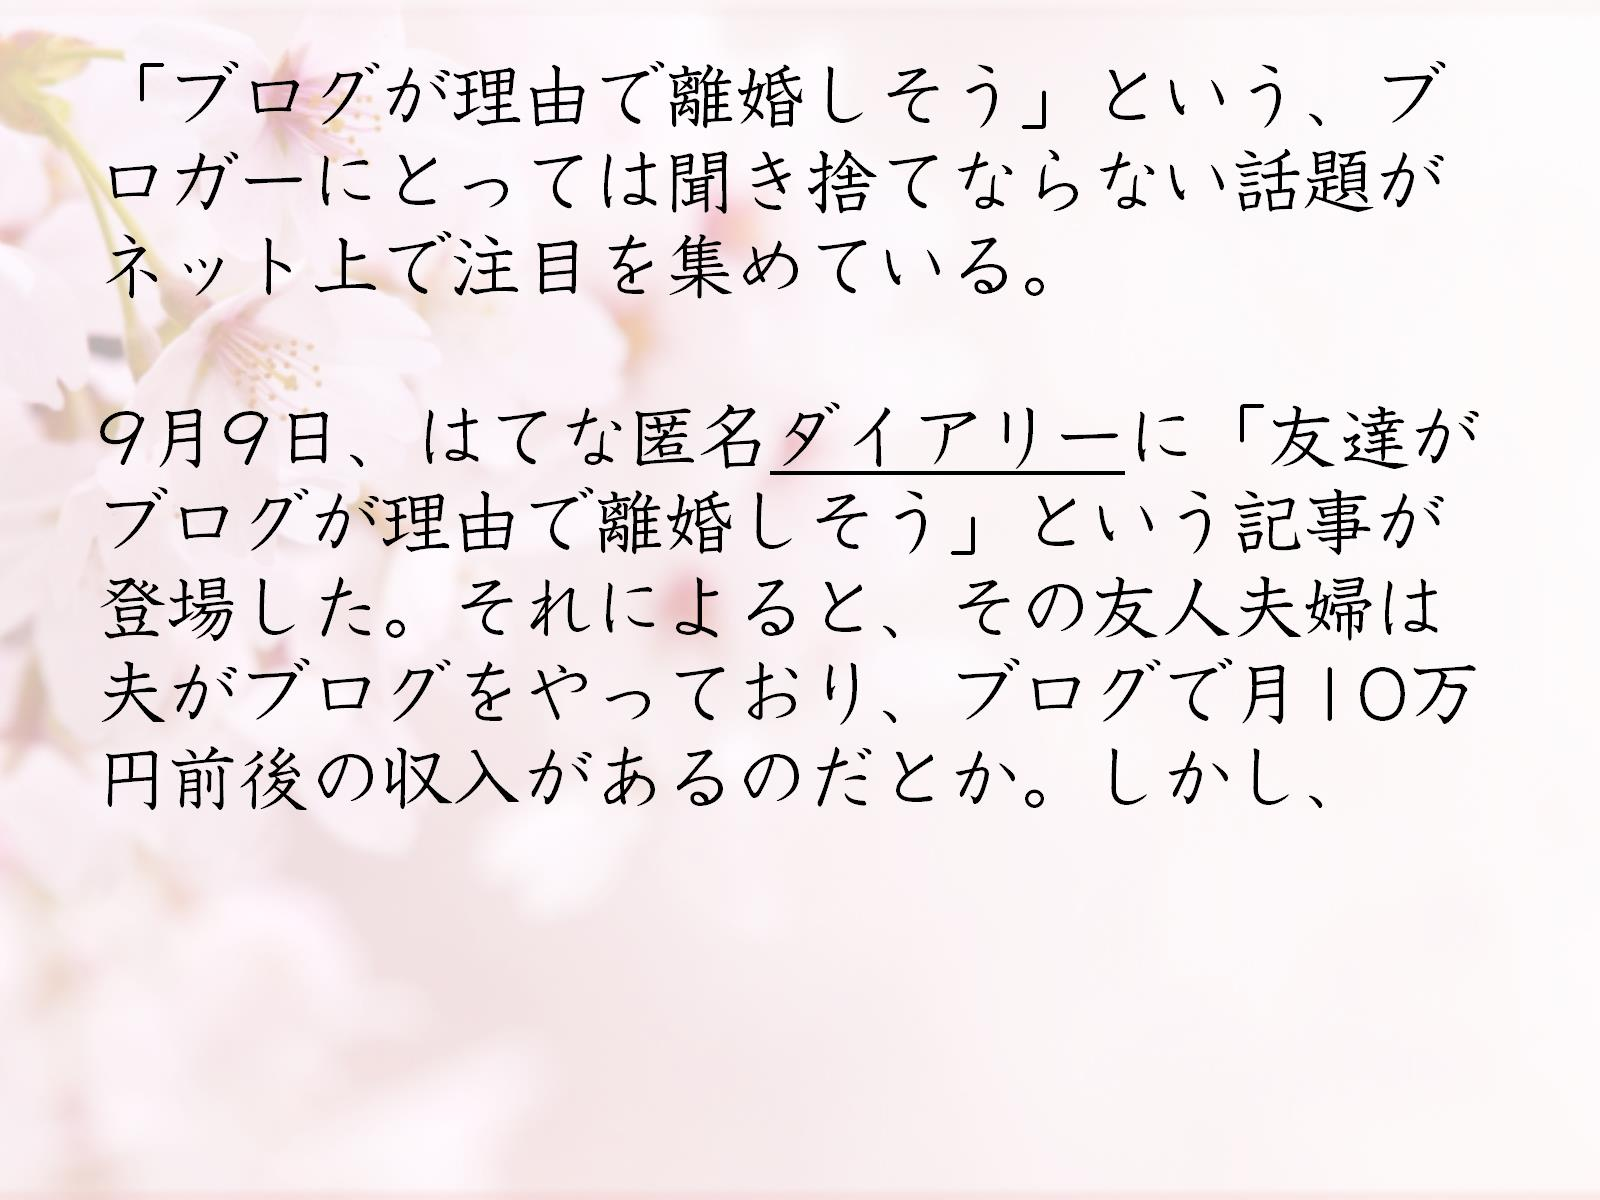 「ブログが理由で離婚しそう」という、ブ
ロガーにとっては聞き捨てならない話題が
ネット上で注目を集めている。
9月9日、はてな匿名ダイアリーに「友達が
ブログが理由で離婚しそう」という記事が
登場した。それによると、その友人夫婦は
夫がブログをやっており、ブログで月10万
円前後の収入があるのだとか。しかし、